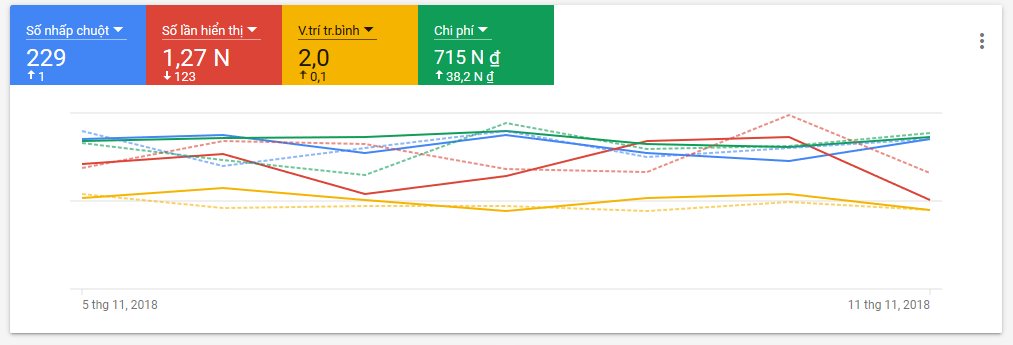 Số nhấp chuột
229
1
Số lần hiển thị
1,27 N
123
V.trí tr.bình
2,0
0,1
Chi phí
715 N ₫
38,2 N ₫
5 thg 11, 2018
11 thg 11, 2018